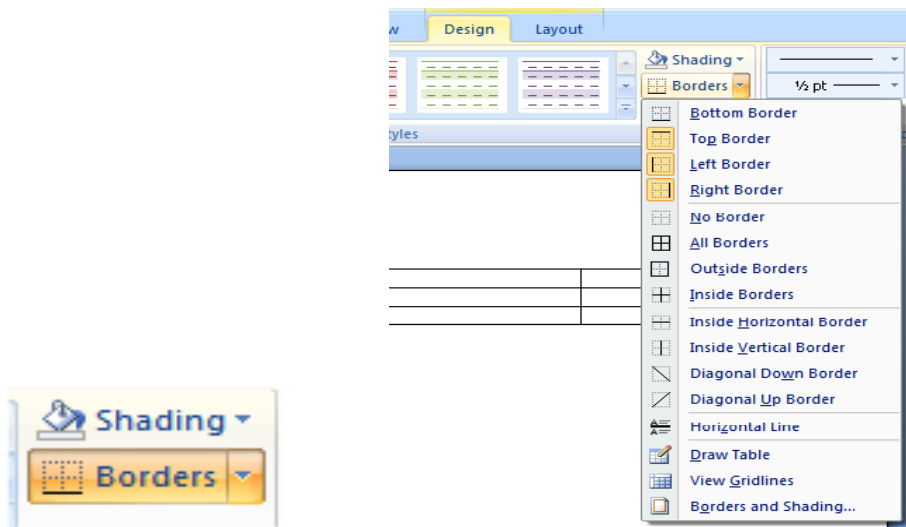 w Design Layout
Shading
Borders ½ pt
yles
Bottom Border
Top Border
Left Border
Right Border
No Border
All Borders
Outside Borders
Inside Borders
Inside Horizontal Border
Inside Vertical Border
Diagonal Down Border
Diagonal Up Border
Horizontal Line
Draw Table
View Gridlines
Borders and Shading...
Shading
Borders